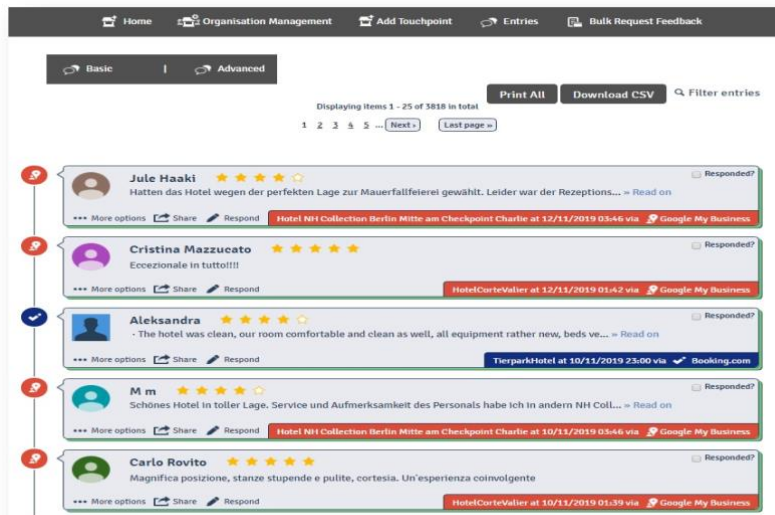 Home Organisation Management Add Touchpoint Entries Bulk Request Feedback
Basic | Advanced
Print All Download CSV Filter entries
Displaying items 1 - 25 of 3818 in total
1 2 3 4 5 ... Next › Last page »
Jule Haaki Responded?
Hatten das Hotel wegen der perfekten Lage zur Mauerfallfeierei gewählt. Leider war der Rezeptions... » Read on
••• More options Share Respond Hotel NH Collection Berlin Mitte am Checkpoint Charlie at 12/11/2019 03:46 via Google My Business
Cristina Mazzucato Responded?
Eccezionale in tutto!!!!
••• More options Share Respond HotelCorteValier at 12/11/2019 01:42 via Google My Business
Aleksandra Responded?
- The hotel was clean, our room comfortable and clean as well, all equipment rather new, beds ve... » Read on
••• More options Share Respond TierparkHotel at 10/11/2019 23:00 via Booking.com
M m Responded?
Schönes Hotel in toller Lage. Service und Aufmerksamkeit des Personals habe ich in andern NH Coll... » Read on
••• More options Share Respond Hotel NH Collection Berlin Mitte am Checkpoint Charlie at 10/11/2019 03:46 via Google My Business
Carlo Rovito Responded?
Magnifica posizione, stanze stupende e pulite, cortesia. Un'esperienza coinvolgente
••• More options Share Respond HotelCorteValier at 10/11/2019 01:39 via Google My Business